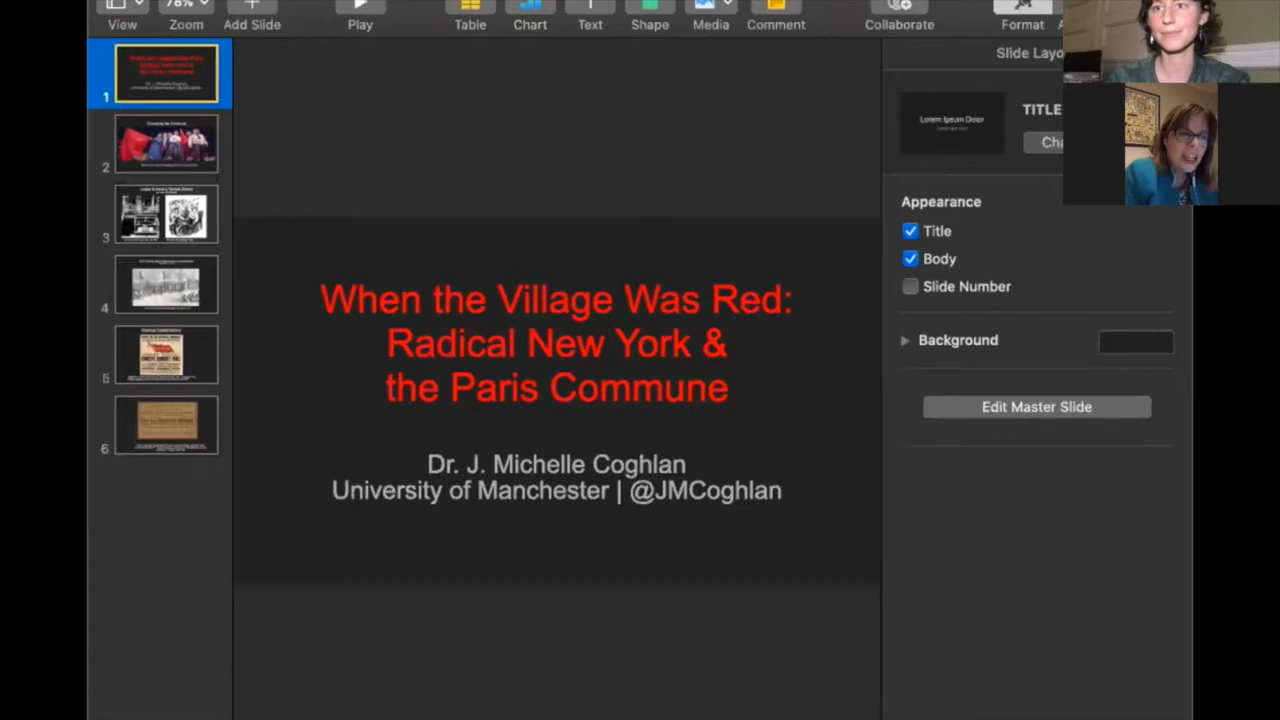 78%
View
Zoom
Add Slide
Play
Table
Chart
Text
Shape
Media
Comment
Collaborate
Format
Slide Layo
1
2
3
4
5
6
Lorem Ipsum Dolor
TITLE
Cha
Appearance
Title
Body
Slide Number
Background
Edit Master Slide
When the Village Was Red:
Radical New York &
the Paris Commune
Dr. J. Michelle Coghlan
University of Manchester | @JMCoghlan